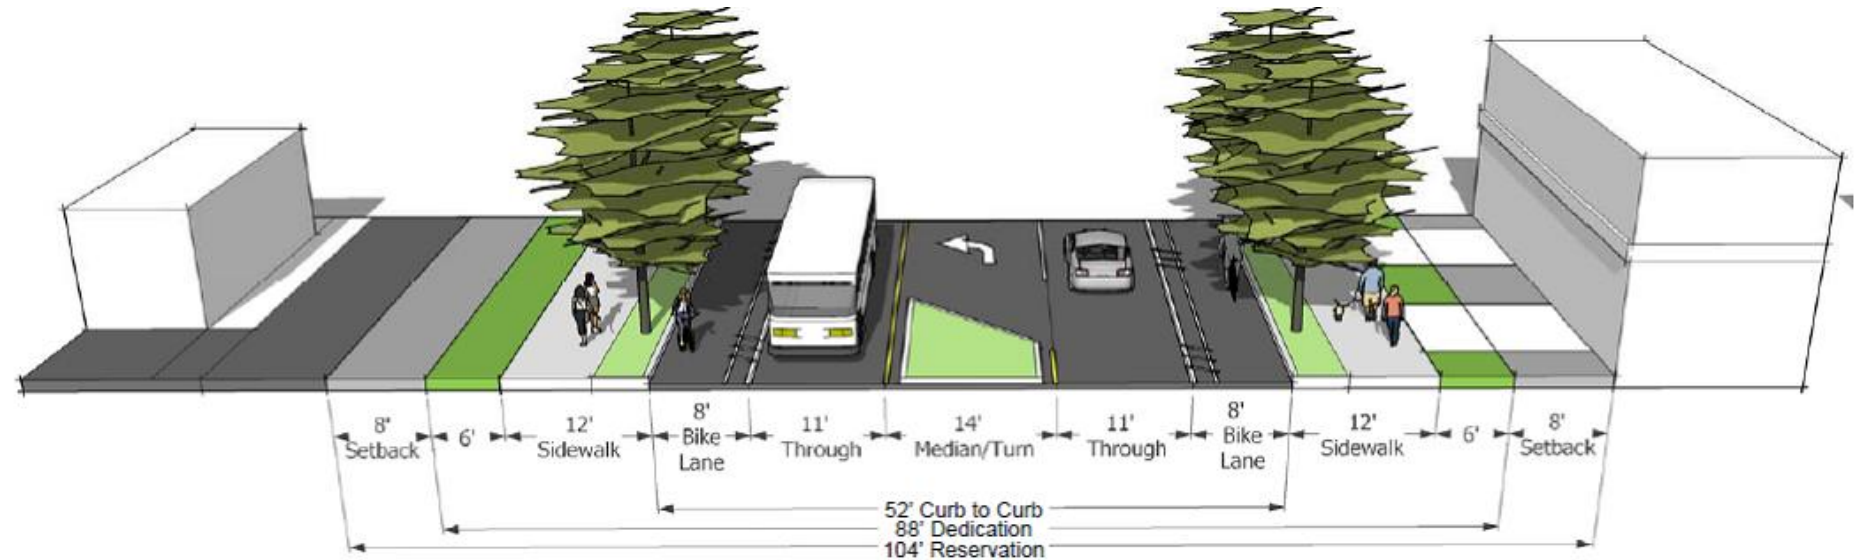 8'
Setback
6'
12'
Sidewalk
8'
Bike
Lane
11'
Through
14'
Median/Turn
11'
Through
8'
Bike
Lane
12'
Sidewalk
6'
8'
Setback
52' Curb to Curb
88' Dedication
104' Reservation